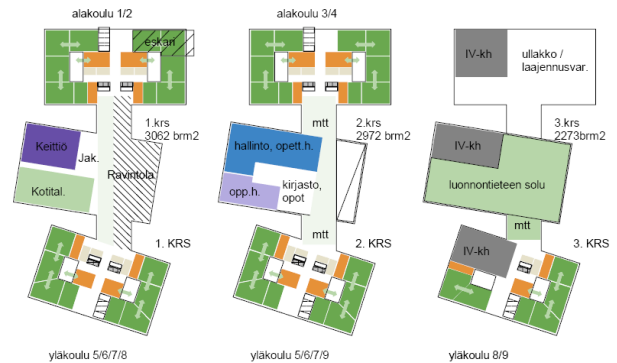 alakoulu 1/2
eskari
1.krs
3062 brm2
Keittiö
Jak.
Ravintola
Kotital.
1. KRS
yläkoulu 5/6/7/8
alakoulu 3/4
mtt
2.krs
2972 brm2
hallinto, opett.h.
opp.h.
kirjasto,
opot
mtt
2. KRS
yläkoulu 5/6/7/9
IV-kh
ullakko /
laajennusvar.
3.krs
2273brm2
IV-kh
luonnontieteen solu
mtt
IV-kh
3. KRS
yläkoulu 8/9